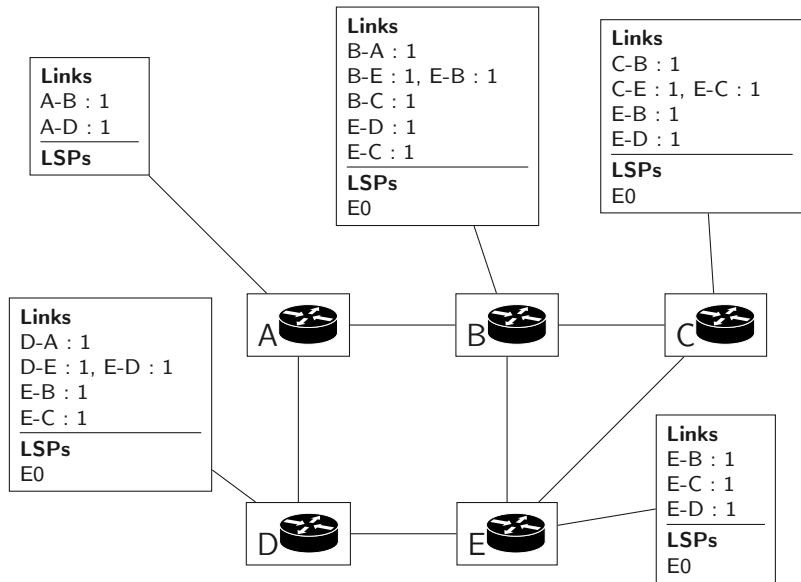 Links
A-B : 1
A-D : 1
LSPs
Links
B-A : 1
B-E : 1, E-B : 1
B-C : 1
E-D : 1
E-C : 1
LSPs
E0
Links
C-B : 1
C-E : 1, E-C : 1
E-B : 1
E-D : 1
LSPs
E0
A
B
C
Links
D-A : 1
D-E : 1, E-D : 1
E-B : 1
E-C : 1
LSPs
E0
D
E
Links
E-B : 1
E-C : 1
E-D : 1
LSPs
E0